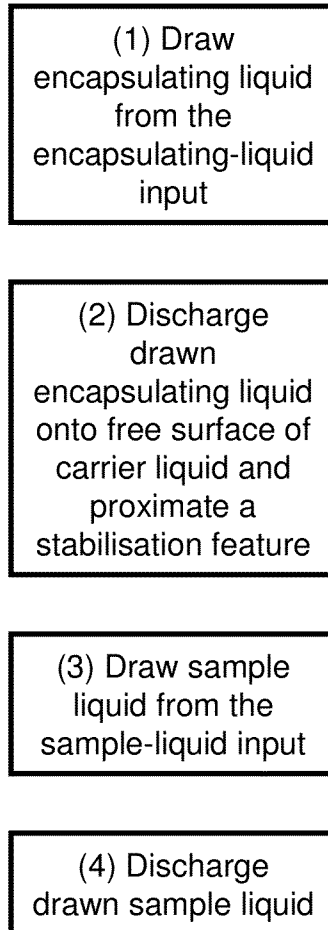 (1) Draw
encapsulating liquid
from the
encapsulating-liquid
input
(2) Discharge
drawn
encapsulating liquid
onto free surface of
carrier liquid and
proximate a
stabilisation feature
(3) Draw sample
liquid from the
sample-liquid input
(4) Discharge
drawn sample liquid